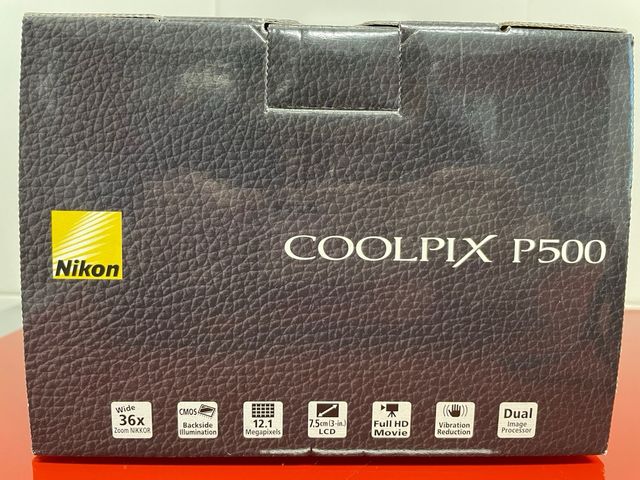 Nikon
COOLPIX P500
Wide
36x
Zoom NIKKOR
CMOS
Backside
Illumination
12.1
Megapixels
7.5cm(3-in.)
LCD
Full HD
Movie
Vibration
Reduction
Dual
Image
Processor